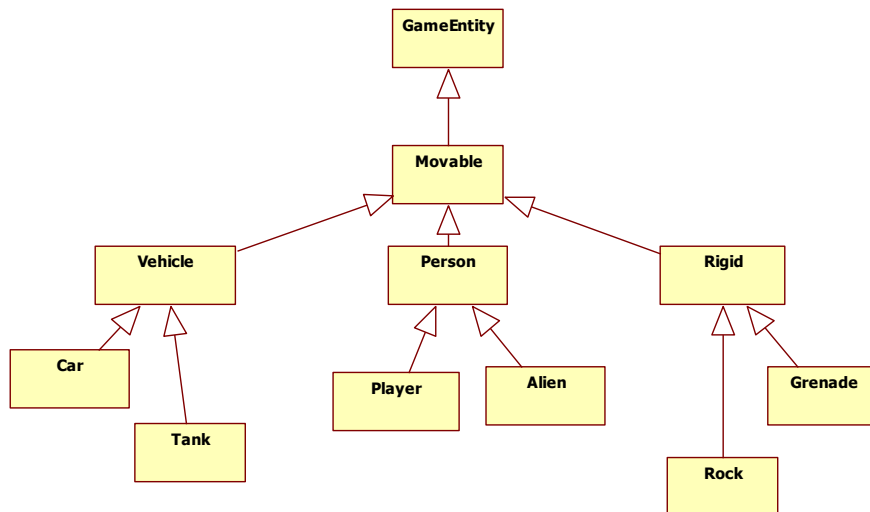 GameEntity
Movable
Vehicle
Person
Rigid
Car
Player
Alien
Grenade
Tank
Rock